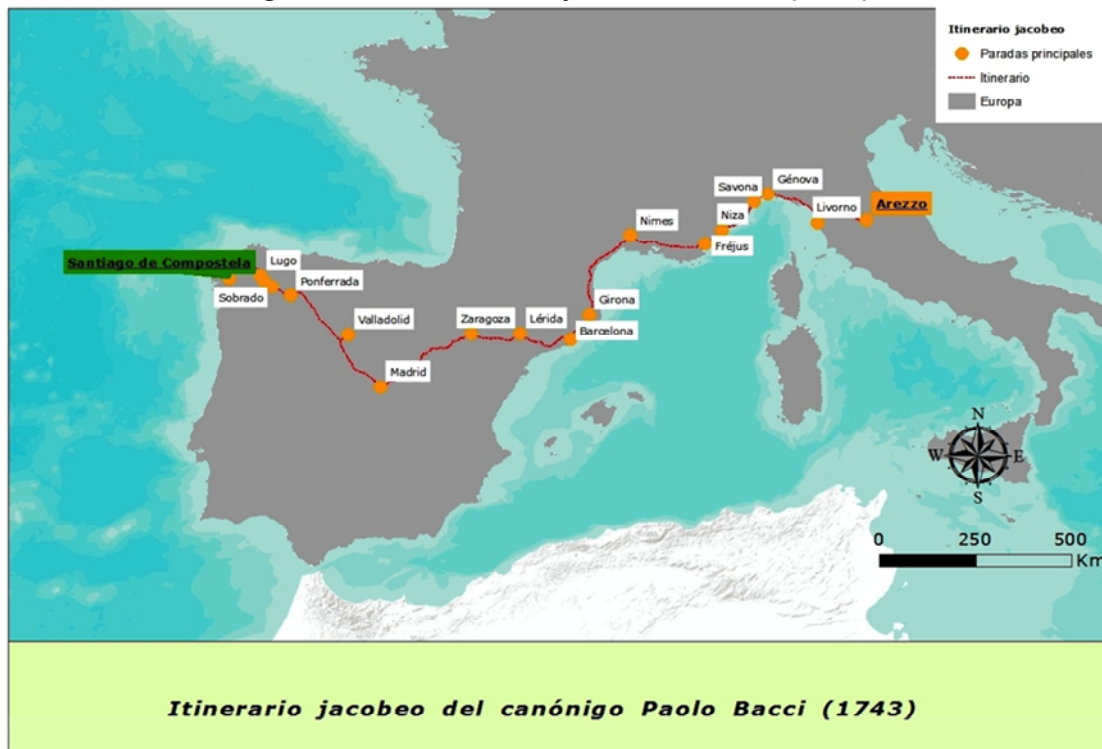 Itinerario jacobeo
Paradas principales
Itinerario
Europa
Savona
Génova
Nimes
Niza
Livorno
Arezzo
Fréjus
Santiago de Compostela
Lugo
Ponferrada
Sobrado
Girona
Valladolid
Zaragoza
Lérida
Barcelona
Madrid
N
W
E
S
0 250 500
Km
Itinerario jacobeo del canónigo Paolo Bacci (1743)